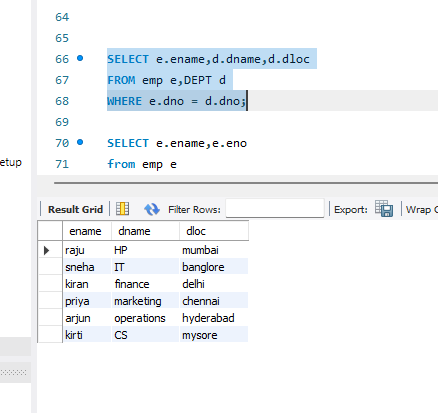 64
65
66 SELECT e.ename,d.dname,d.dloc
67 FROM emp e,DEPT d
68 WHERE e.dno = d.dno;
69
etup
70 SELECT e.ename,e.eno
71 from emp e
Result Grid Filter Rows: Export: Wrap C
ename dname dloc
raju HP mumbai
sneha IT banglore
kiran finance delhi
priya marketing chennai
arjun operations hyderabad
kirti CS mysore